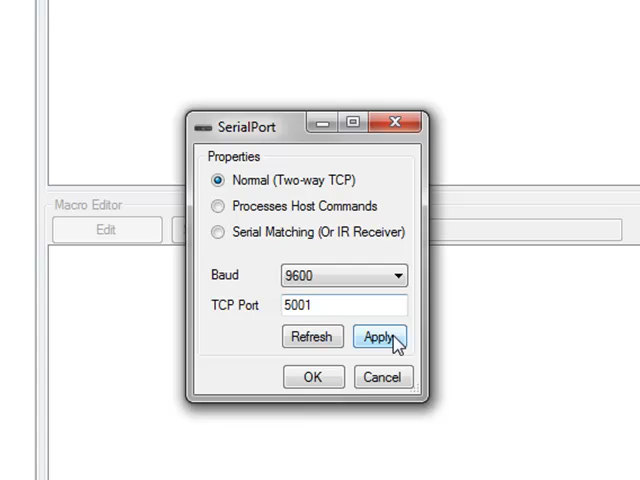 SerialPort
Properties
Normal (Two-way TCP)
Processes Host Commands
Serial Matching (Or IR Receiver)
Baud 9600
TCP Port 5001
Refresh Apply
OK Cancel
Macro Editor
Edit